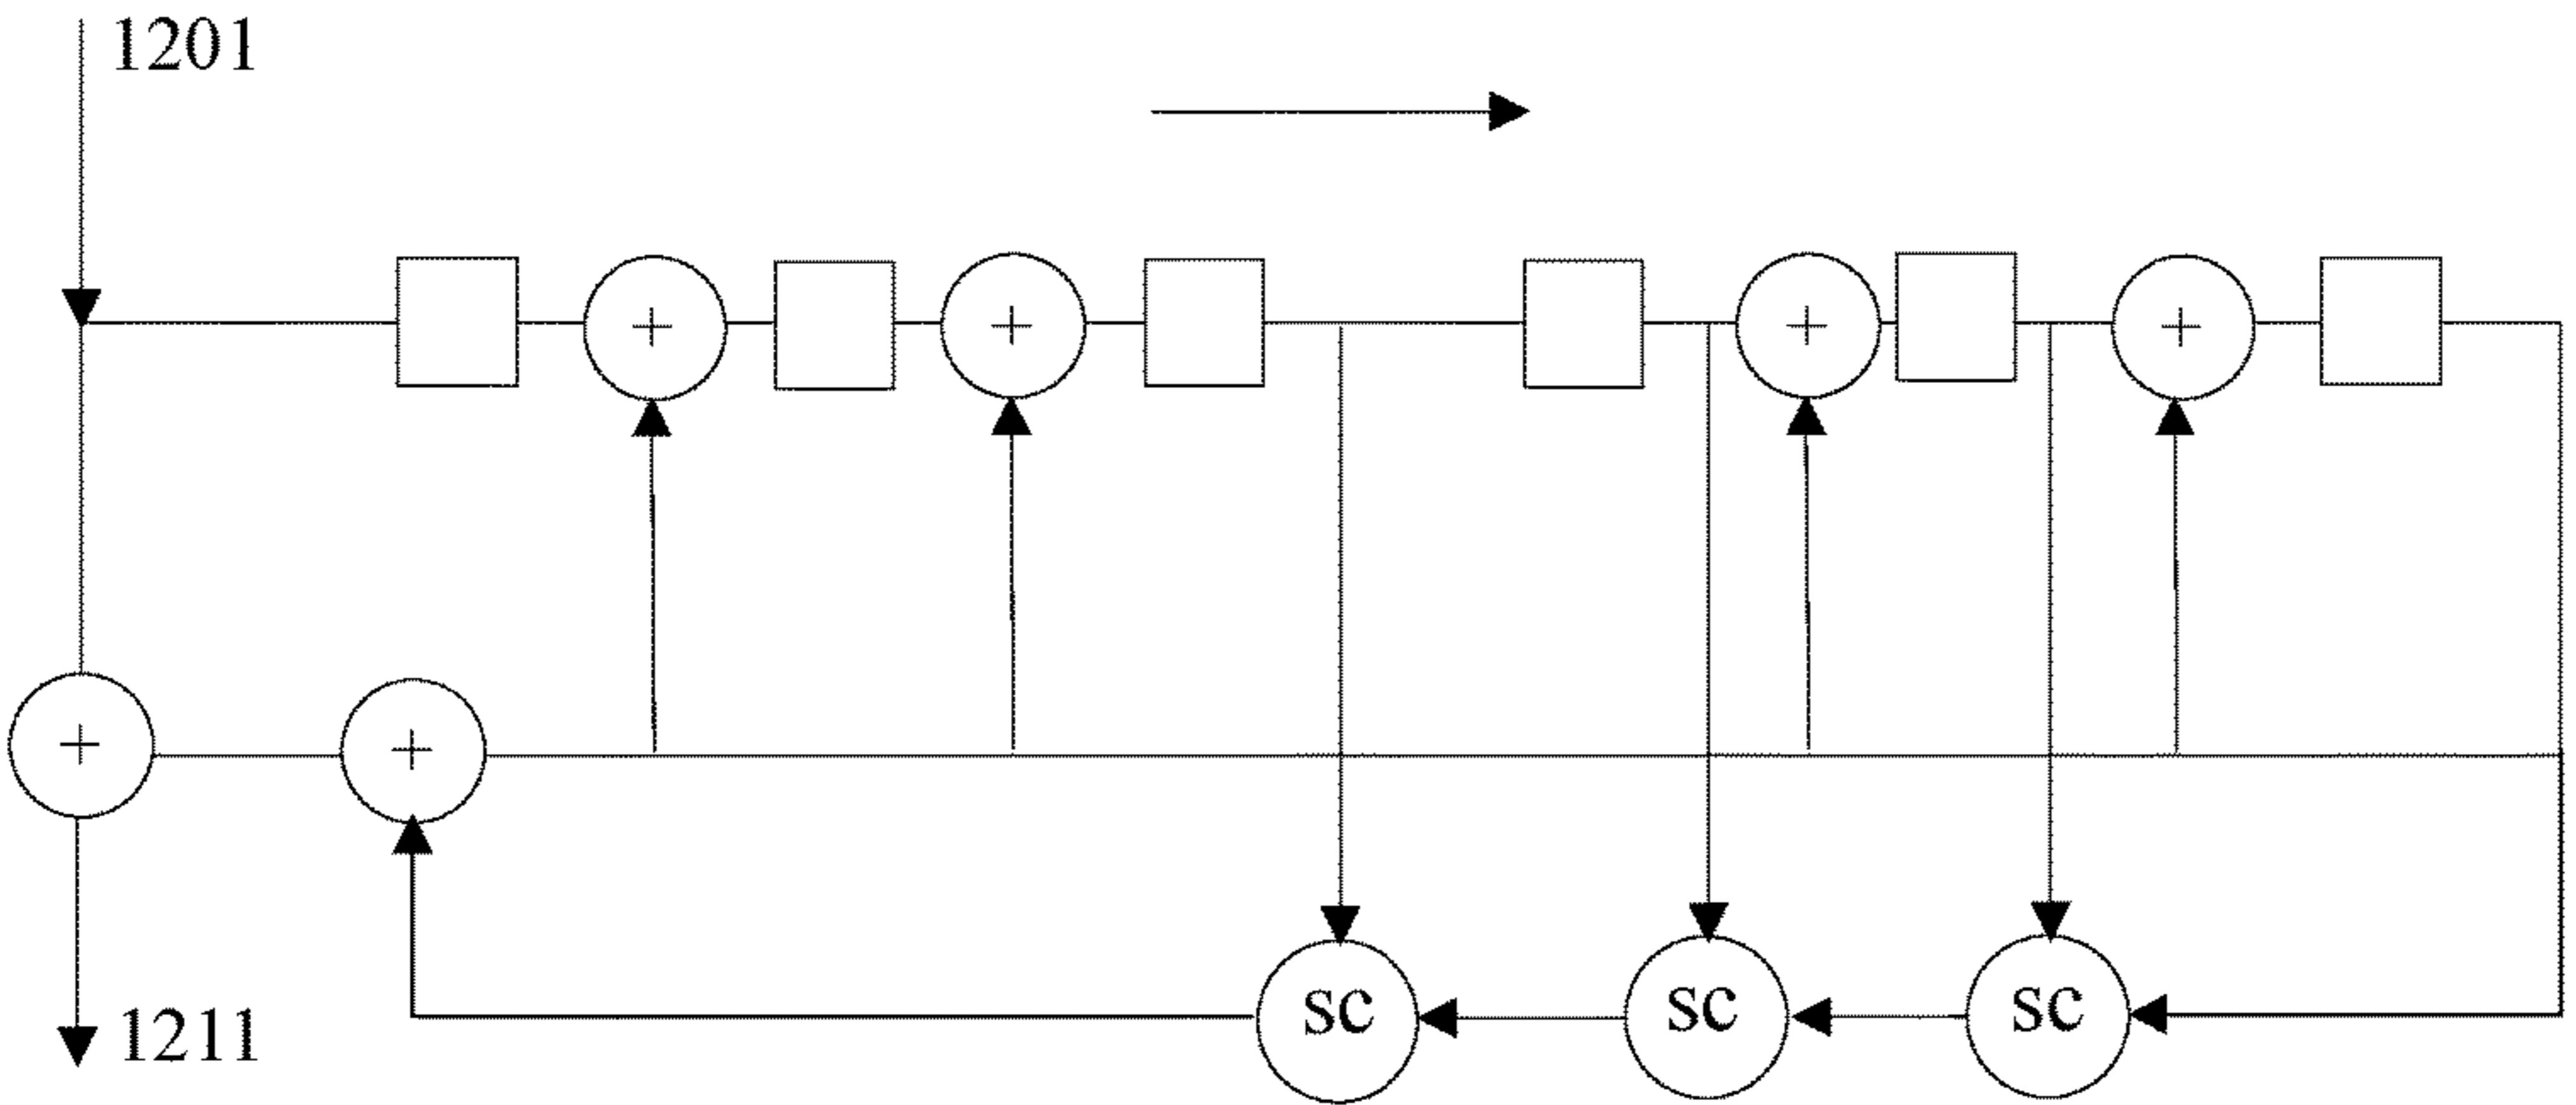 1201
+ + + +
+ +
sc sc sc
1211